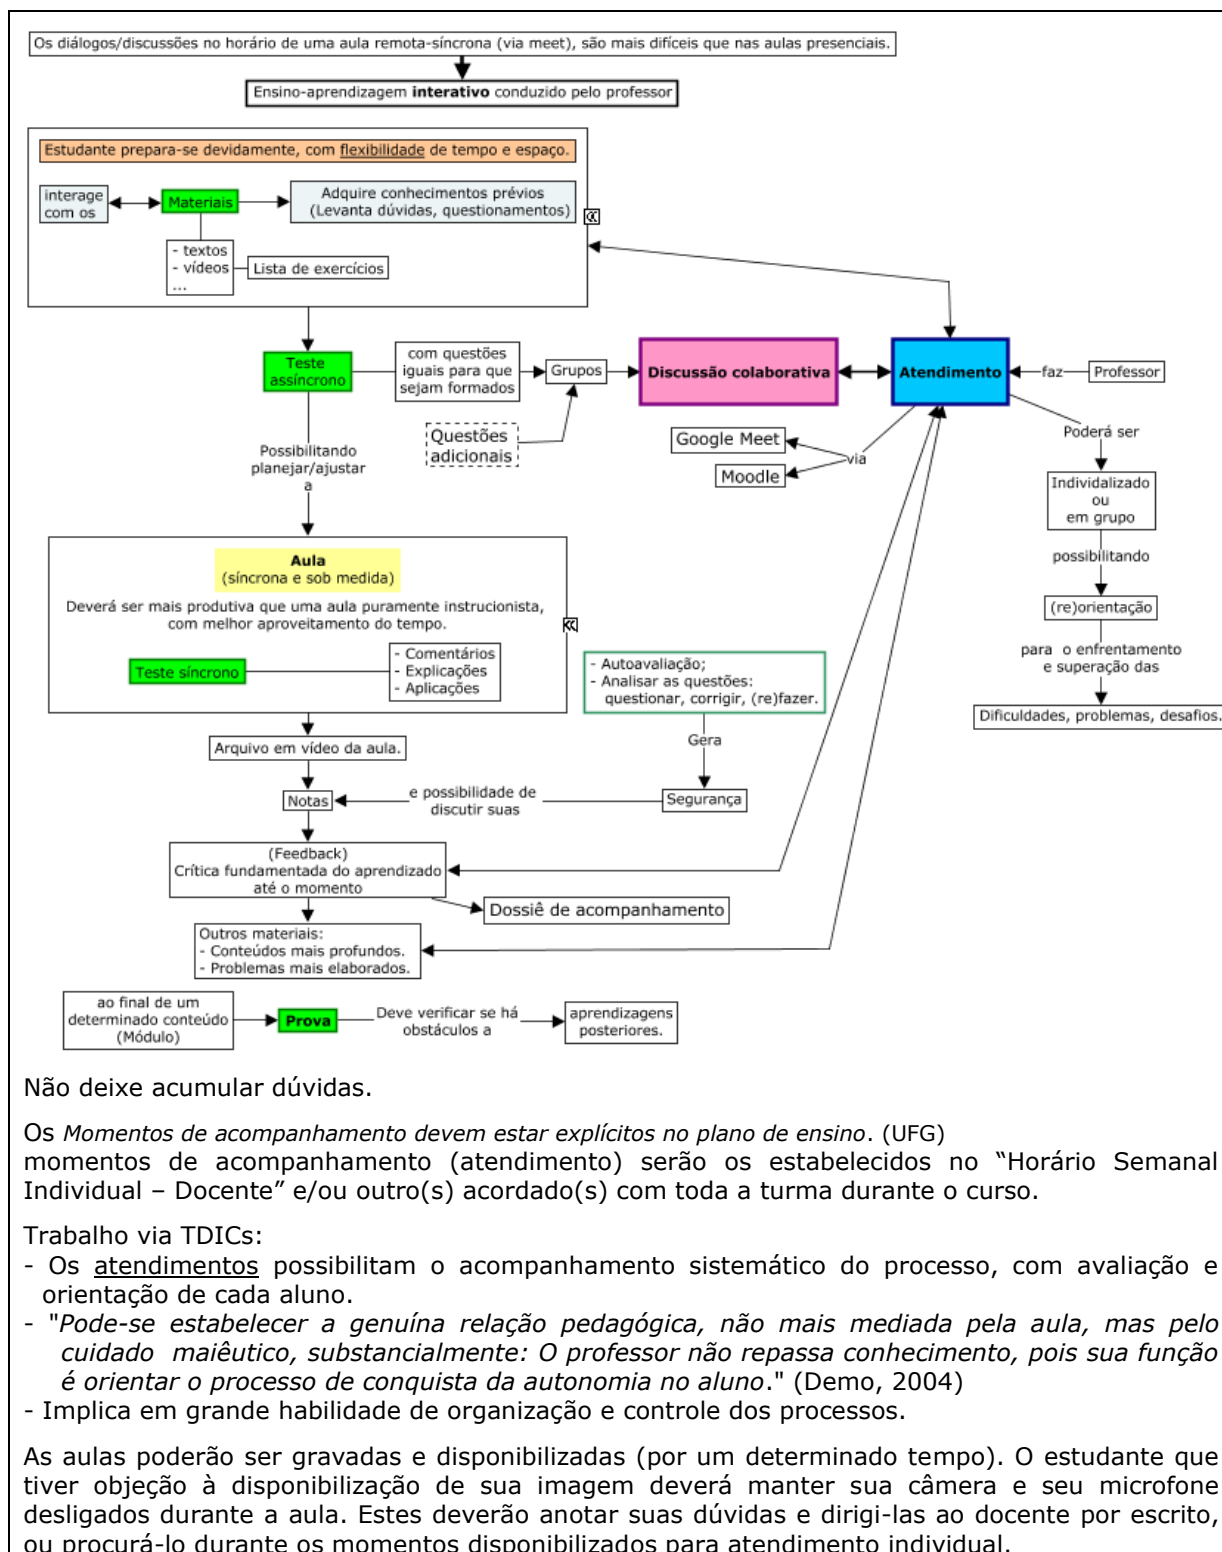 Os diálogos/discussões no horário de uma aula remota-síncrona (via meet), são mais difíceis que nas aulas presenciais.
Ensino-aprendizagem interativo conduzido pelo professor
Estudante prepara-se devidamente, com flexibilidade de tempo e espaço.
interage
com os
Materiais
Adquire conhecimentos prévios
(Levanta dúvidas, questionamentos)
- textos
- vídeos
...
Lista de exercícios
Teste
assíncrono
com questões
iguais para que
sejam formados
Grupos
Discussão colaborativa
Atendimento
faz
Professor
Questões
adicionais
Google Meet
Moodle
via
Poderá ser
Individalizado
ou
em grupo
possibilitando
(re)orientação
para o enfrentamento
e superação das
Dificuldades, problemas, desafios.
Possibilitando
planejar/ajustar
a
Aula
(síncrona e sob medida)
Deverá ser mais produtiva que uma aula puramente instrucionista,
com melhor aproveitamento do tempo.
Teste síncrono
- Comentários
- Explicações
- Aplicações
- Autoavaliação;
- Analisar as questões:
questionar, corrigir, (re)fazer.
Gera
Segurança
e possibilidade de
discutir suas
Arquivo em vídeo da aula.
Notas
(Feedback)
Crítica fundamentada do aprendizado
até o momento
Dossiê de acompanhamento
Outros materiais:
- Conteúdos mais profundos.
- Problemas mais elaborados.
ao final de um
determinado conteúdo
(Módulo)
Prova
Deve verificar se há
obstáculos a
aprendizagens
posteriores.
Não deixe acumular dúvidas.
Os Momentos de acompanhamento devem estar explícitos no plano de ensino. (UFG)
momentos de acompanhamento (atendimento) serão os estabelecidos no “Horário Semanal
Individual – Docente” e/ou outro(s) acordado(s) com toda a turma durante o curso.
Trabalho via TDICs:
- Os atendimentos possibilitam o acompanhamento sistemático do processo, com avaliação e
orientação de cada aluno.
- "Pode-se estabelecer a genuína relação pedagógica, não mais mediada pela aula, mas pelo
cuidado maiêutico, substancialmente: O professor não repassa conhecimento, pois sua função
é orientar o processo de conquista da autonomia no aluno." (Demo, 2004)
- Implica em grande habilidade de organização e controle dos processos.
As aulas poderão ser gravadas e disponibilizadas (por um determinado tempo). O estudante que
tiver objeção à disponibilização de sua imagem deverá manter sua câmera e seu microfone
desligados durante a aula. Estes deverão anotar suas dúvidas e dirigi-las ao docente por escrito,
ou procurá-lo durante os momentos disponibilizados para atendimento individual.